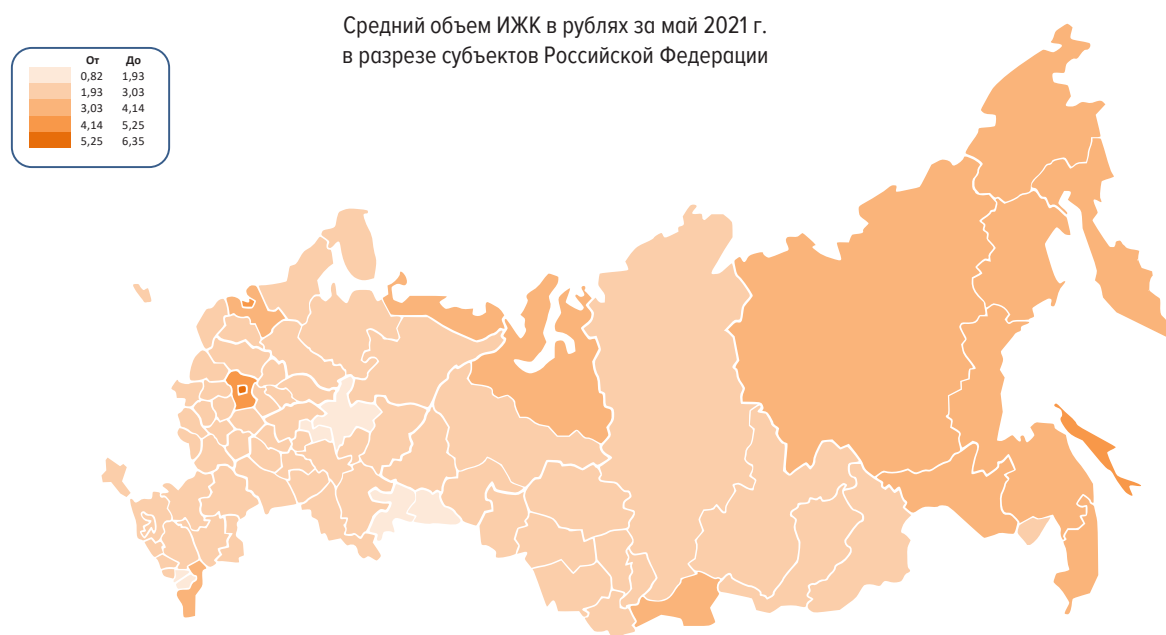 Средний объем ИЖК в рублях за май 2021 г.
в разрезе субъектов Российской Федерации
От До
0,82 1,93
1,93 3,03
3,03 4,14
4,14 5,25
5,25 6,35